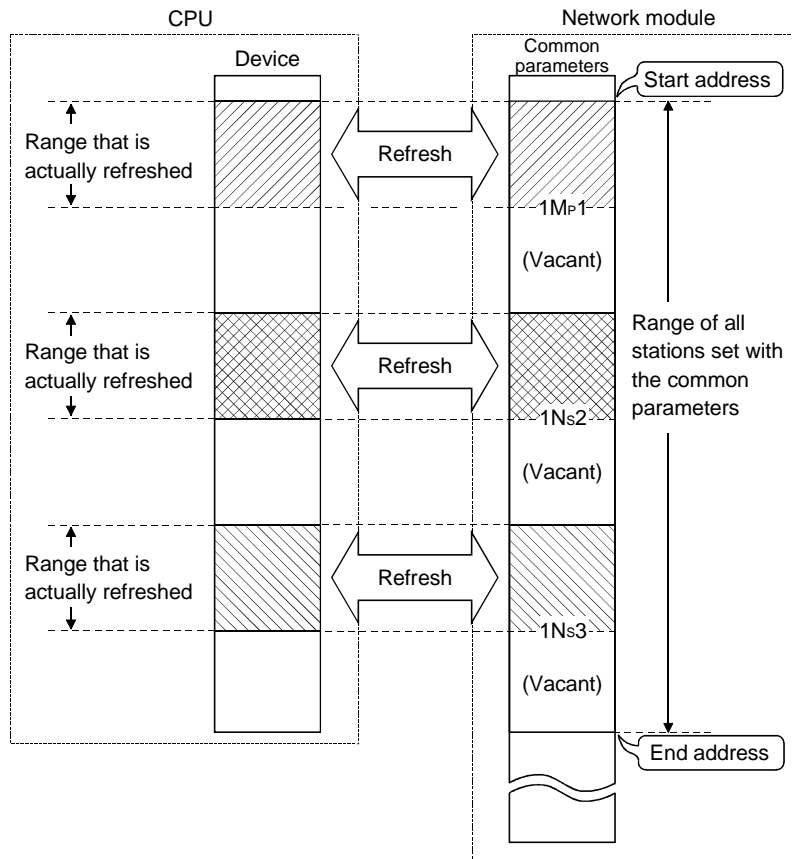 CPU
Network module
Device
Common
parameters
Start address
Range that is
actually refreshed
Refresh
1MP1
(Vacant)
Range that is
actually refreshed
Refresh
Range of all
stations set with
the common
parameters
1NS2
(Vacant)
Range that is
actually refreshed
Refresh
1NS3
(Vacant)
End address